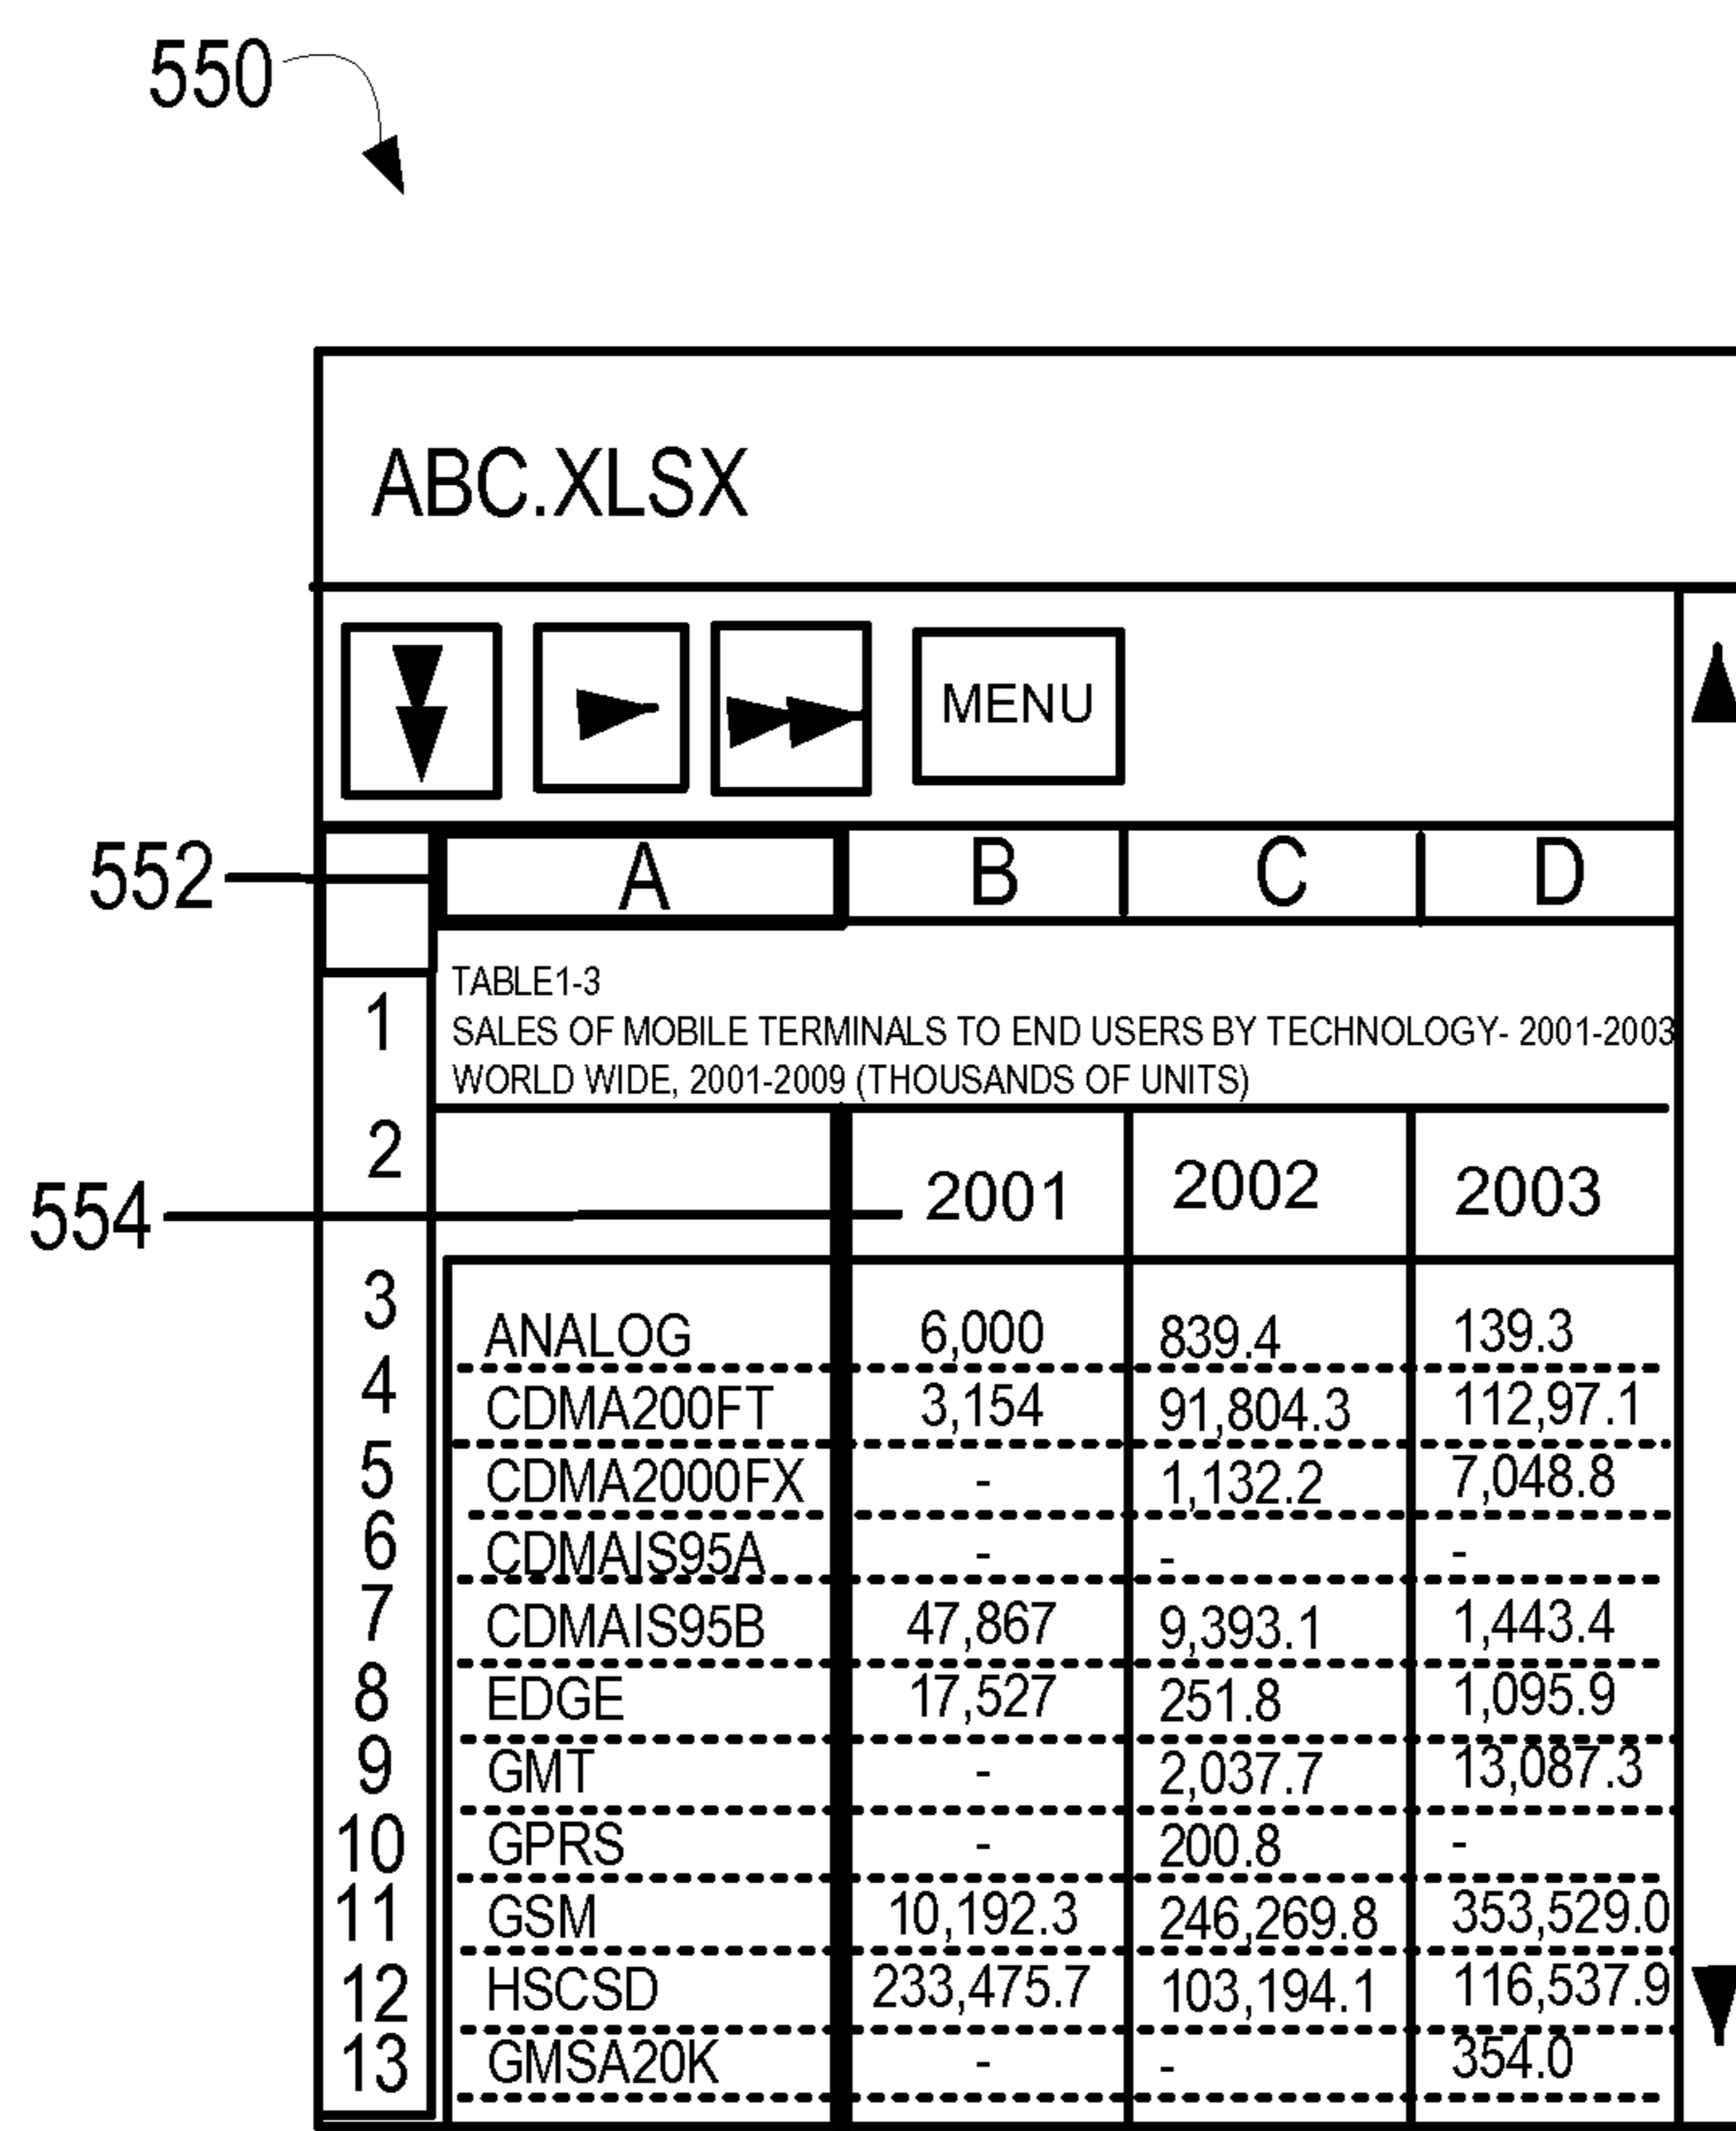 550
ABC.XLSX
MENU
552 A B C D
1 TABLE1-3
SALES OF MOBILE TERMINALS TO END USERS BY TECHNOLOGY- 2001-2003
WORLD WIDE, 2001-2009 (THOUSANDS OF UNITS)
2 2001 2002 2003
554
3 ANALOG 6,000 839.4 139.3
4 CDMA200FT 3,154 91,804.3 112,97.1
5 CDMA2000FX - 1,132.2 7,048.8
6 CDMAIS95A - - -
7 CDMAIS95B 47,867 9,393.1 1,443.4
8 EDGE 17,527 251.8 1,095.9
9 GMT - 2,037.7 13,087.3
10 GPRS - 200.8 -
11 GSM 10,192.3 246,269.8 353,529.0
12 HSCSD 233,475.7 103,194.1 116,537.9
13 GMSA20K - - 354.0